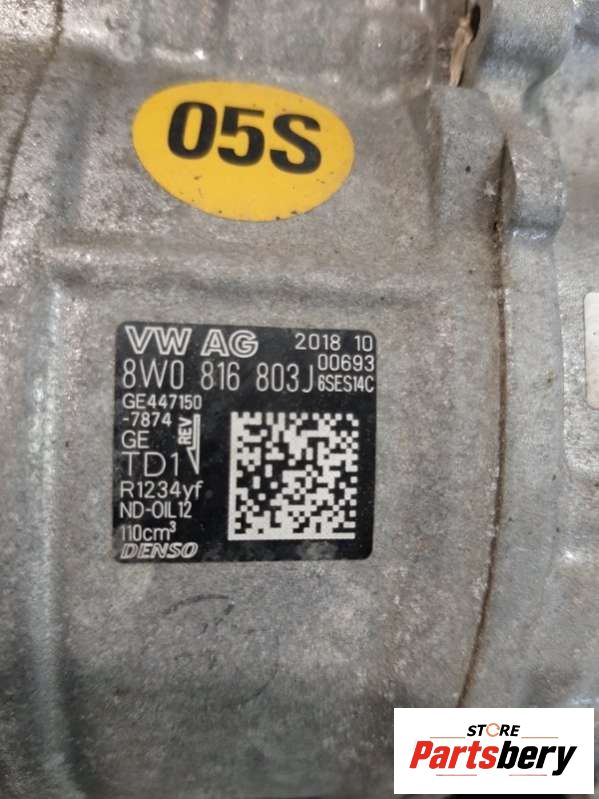 05S
VW AG 2018 10
00693
8W0 816 803J 6SES14C
GE447150
-7874
GE REV
TD1
R1234yf
ND-OIL12
110cm³
DENSO
STORE
Partsbery